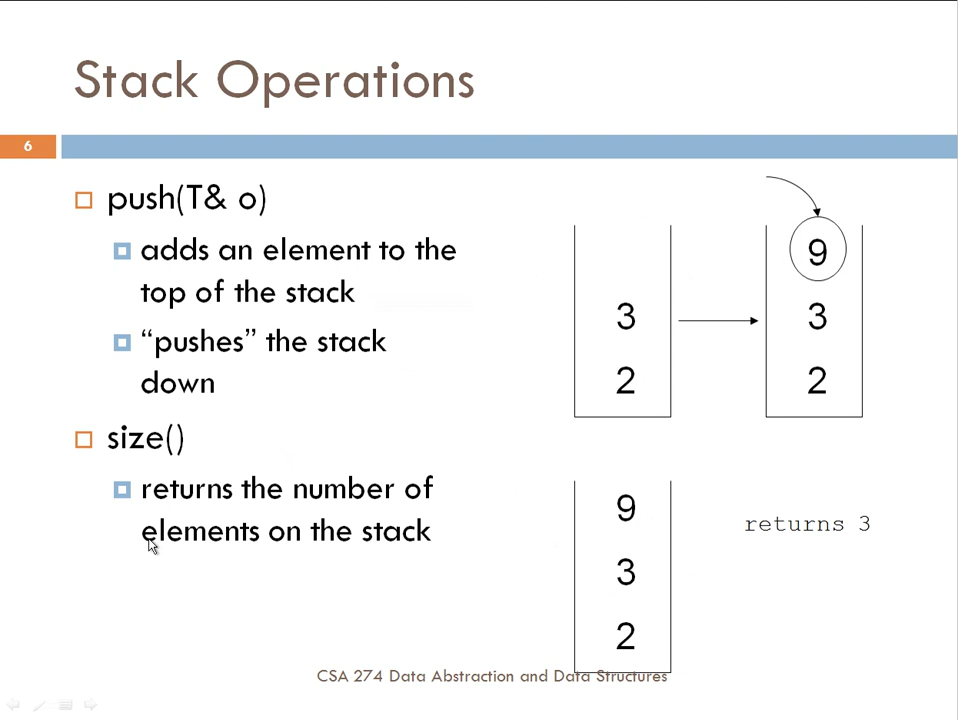 Stack Operations
6
push(T& o)
adds an element to the
top of the stack
“pushes” the stack
down
size()
returns the number of
elements on the stack
3
2
9
3
2
9
3
2
returns 3
CSA 274 Data Abstraction and Data Structures